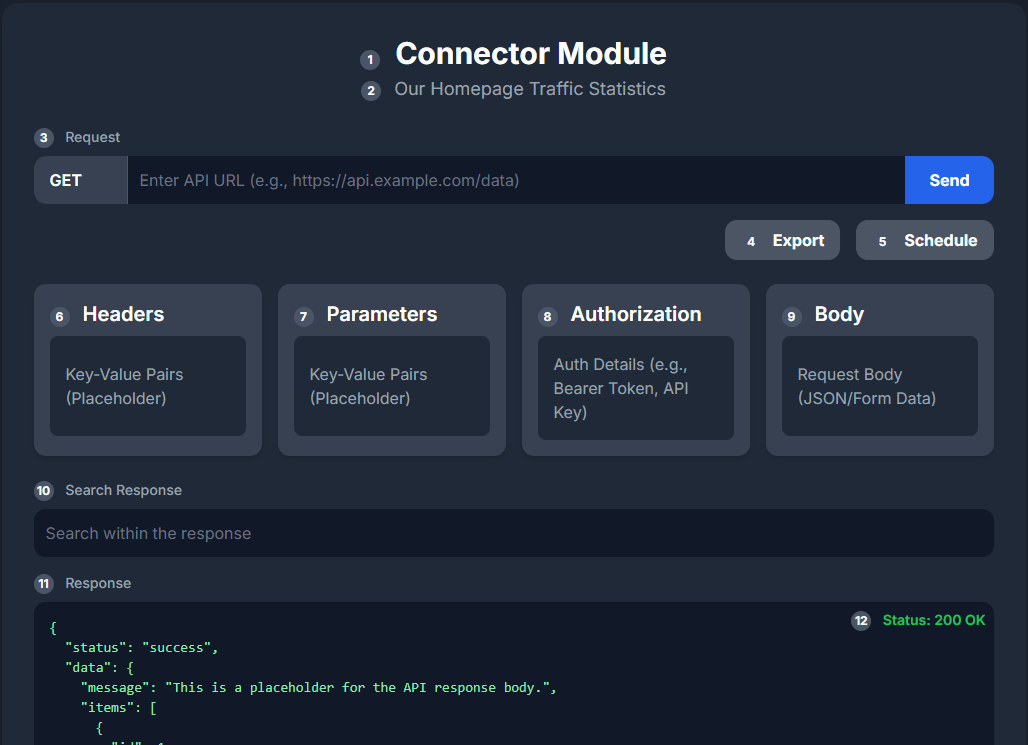 1 Connector Module
2 Our Homepage Traffic Statistics
3 Request
GET Enter API URL (e.g., https://api.example.com/data) Send
4 Export 5 Schedule
6 Headers
Key-Value Pairs
(Placeholder)
7 Parameters
Key-Value Pairs
(Placeholder)
8 Authorization
Auth Details (e.g.,
Bearer Token, API
Key)
9 Body
Request Body
(JSON/Form Data)
10 Search Response
Search within the response
11 Response
12 Status: 200 OK
{
"status": "success",
"data": {
"message": "This is a placeholder for the API response body.",
"items": [
{